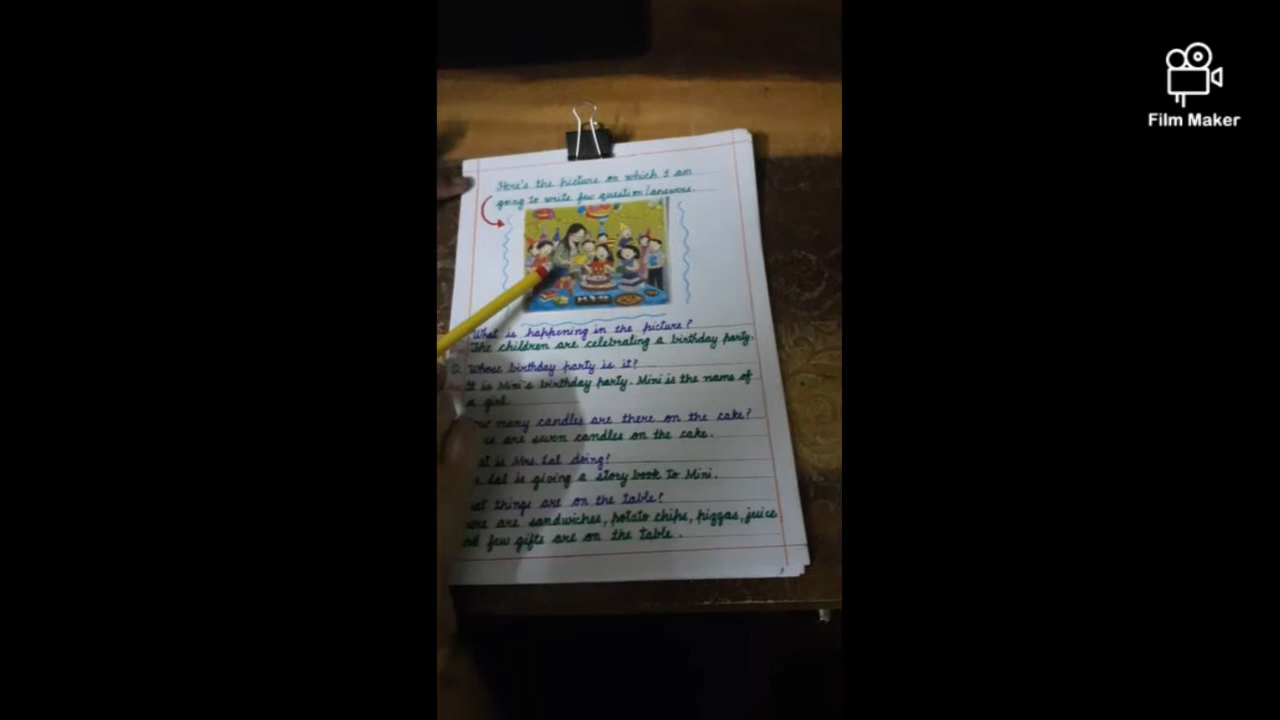 Here's the picture on which I am
going to write few question/answers.
What is happening in the picture?
The children are celebrating a birthday party.
Whose birthday party is it?
It is Mini's birthday party. Mini is the name of
a girl.
many candles are there on the cake?
are seven candles on the cake.
is Mrs. Lal doing?
Lal is giving a story book to Mini.
things are on the table?
are sandwiches, potato chips, pizzas, juice
few gifts are on the table.
Film Maker